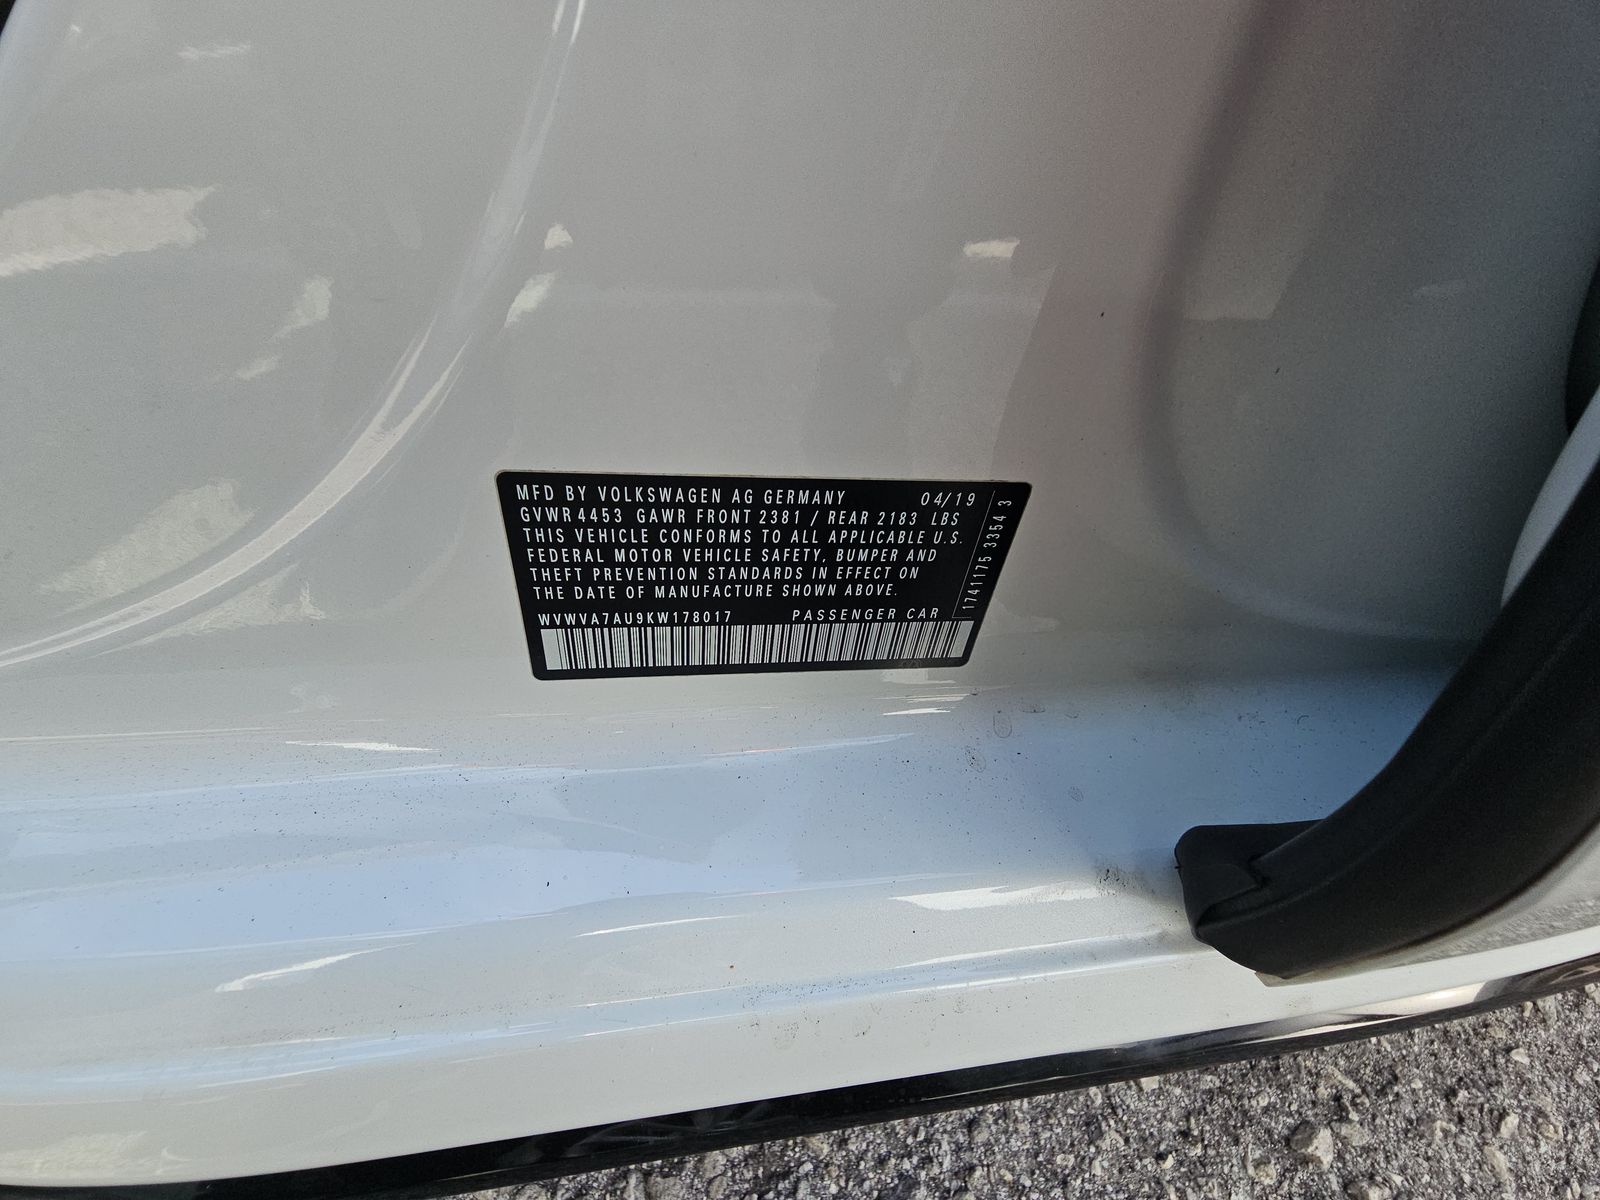 MFD BY VOLKSWAGEN AG GERMANY 04/19
GVWR 4453 GAWR FRONT 2381 / REAR 2183 LBS
THIS VEHICLE CONFORMS TO ALL APPLICABLE U.S.
FEDERAL MOTOR VEHICLE SAFETY, BUMPER AND
THEFT PREVENTION STANDARDS IN EFFECT ON
THE DATE OF MANUFACTURE SHOWN ABOVE.
WVWVA7AU9KW178017 PASSENGER CAR
1741175 3354 3